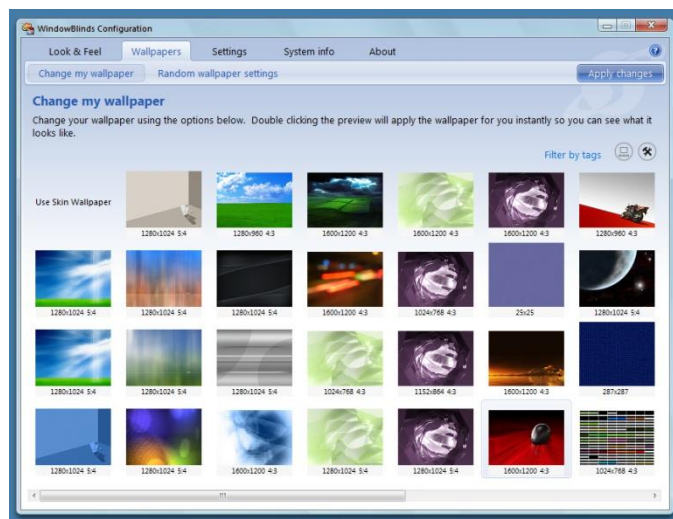 WindowBlinds Configuration
Look & Feel Wallpapers Settings System info About
Change my wallpaper Random wallpaper settings Apply changes
Change my wallpaper
Change your wallpaper using the options below. Double clicking the preview will apply the wallpaper for you instantly so you can see what it
looks like.
Filter by tags
Use Skin Wallpaper
1280x1024 5:4 1280x960 4:3 1600x1200 4:3 1600x1200 4:3 1600x1200 4:3 1280x960 4:3
1280x1024 5:4 1280x1024 5:4 1280x1024 5:4 1600x1200 4:3 1024x768 4:3 25x25 1280x1024 5:4
1280x1024 5:4 1280x1024 5:4 1280x1024 5:4 1024x768 4:3 1152x864 4:3 1600x1200 4:3 287x287
1280x1024 5:4 1280x1024 5:4 1600x1200 4:3 1280x1024 5:4 1280x1024 5:4 1600x1200 4:3 1024x768 4:3